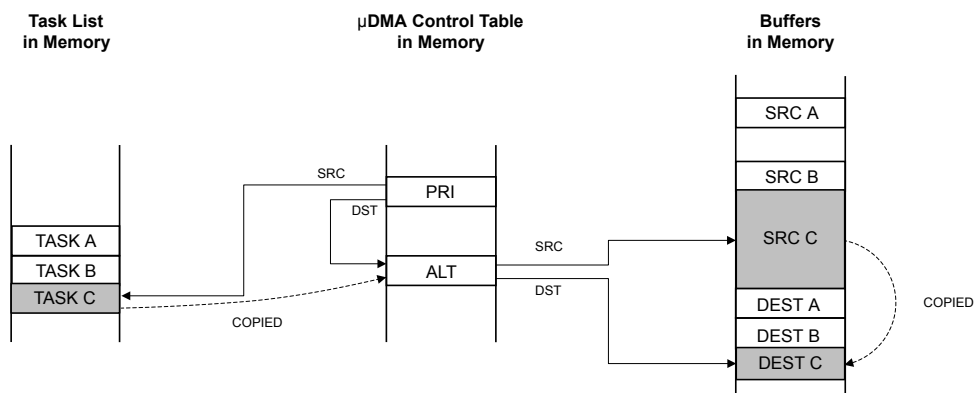 Task List
in Memory
µDMA Control Table
in Memory
Buffers
in Memory
SRC A
SRC B
SRC C
DEST A
DEST B
DEST C
SRC
PRI
DST
TASK A
TASK B
TASK C
ALT
SRC
DST
COPIED
COPIED